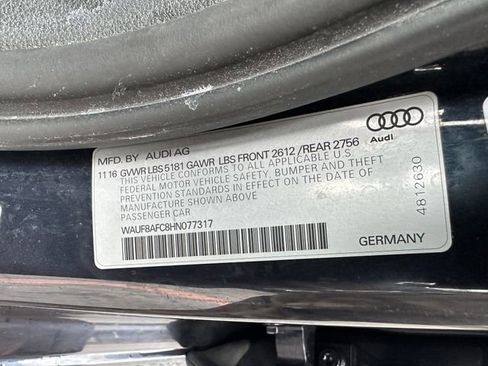 MFD. BY AUDI AG
11 16 GVWR LBS 5181 GAWR LBS FRONT 2612 /REAR 2756
THIS VEHICLE CONFORMS TO ALL APPLICABLE U.S.
FEDERAL MOTOR VEHICLE SAFETY, BUMPER, AND THEFT
PREVENTION STANDARDS IN EFFECT ON THE DATE OF
MANUFACTURE SHOWN ABOVE
PASSENGER CAR
WAUF8AFC8HN077317
Audi
4812630
GERMANY